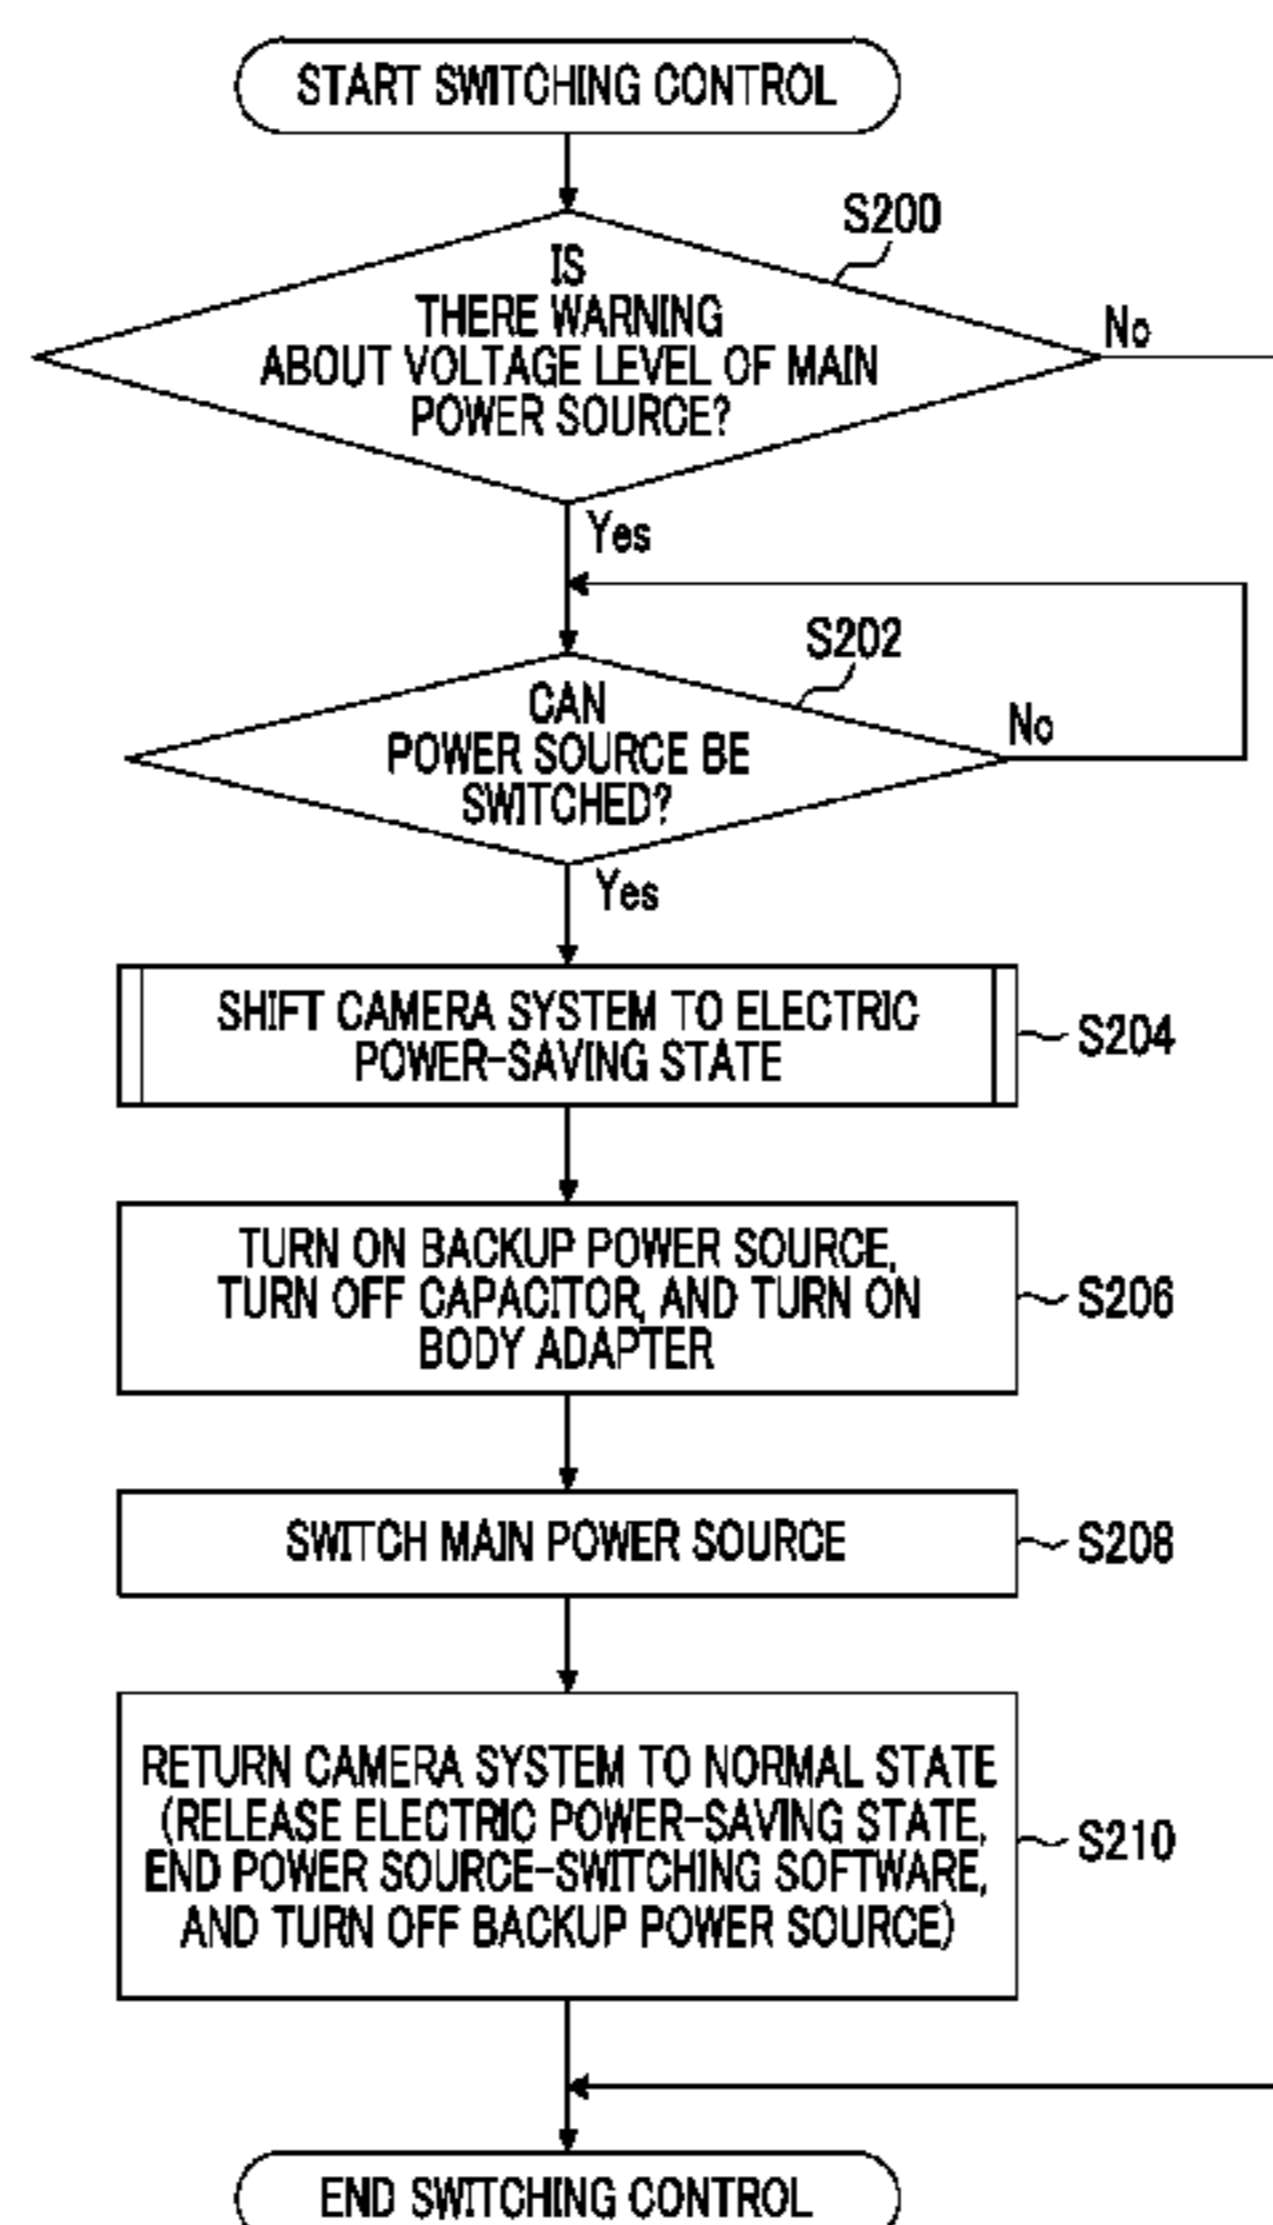 START SWITCHING CONTROL
S200
IS
THERE WARNING
ABOUT VOLTAGE LEVEL OF MAIN
POWER SOURCE?
No
Yes
S202
CAN
POWER SOURCE BE
SWITCHED?
No
Yes
SHIFT CAMERA SYSTEM TO ELECTRIC
POWER-SAVING STATE
S204
TURN ON BACKUP POWER SOURCE,
TURN OFF CAPACITOR, AND TURN ON
BODY ADAPTER
S206
SWITCH MAIN POWER SOURCE
S208
RETURN CAMERA SYSTEM TO NORMAL STATE
(RELEASE ELECTRIC POWER-SAVING STATE,
END POWER SOURCE-SWITCHING SOFTWARE,
AND TURN OFF BACKUP POWER SOURCE)
S210
END SWITCHING CONTROL